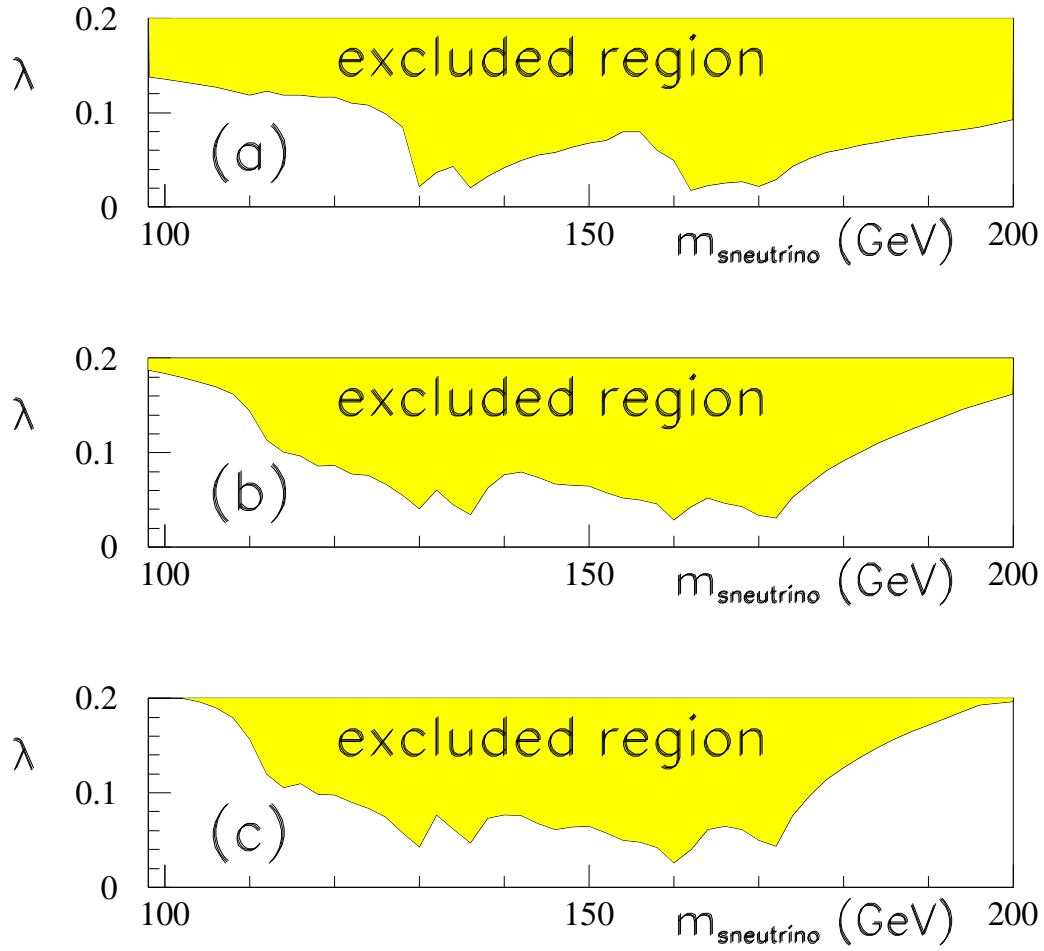 0.2
excluded region
λ
0.1
(a)
0
100 150 200
m_sneutrino (GeV)
0.2
excluded region
λ
0.1
(b)
0
100 150 200
m_sneutrino (GeV)
0.2
excluded region
λ
0.1
(c)
0
100 150 200
m_sneutrino (GeV)